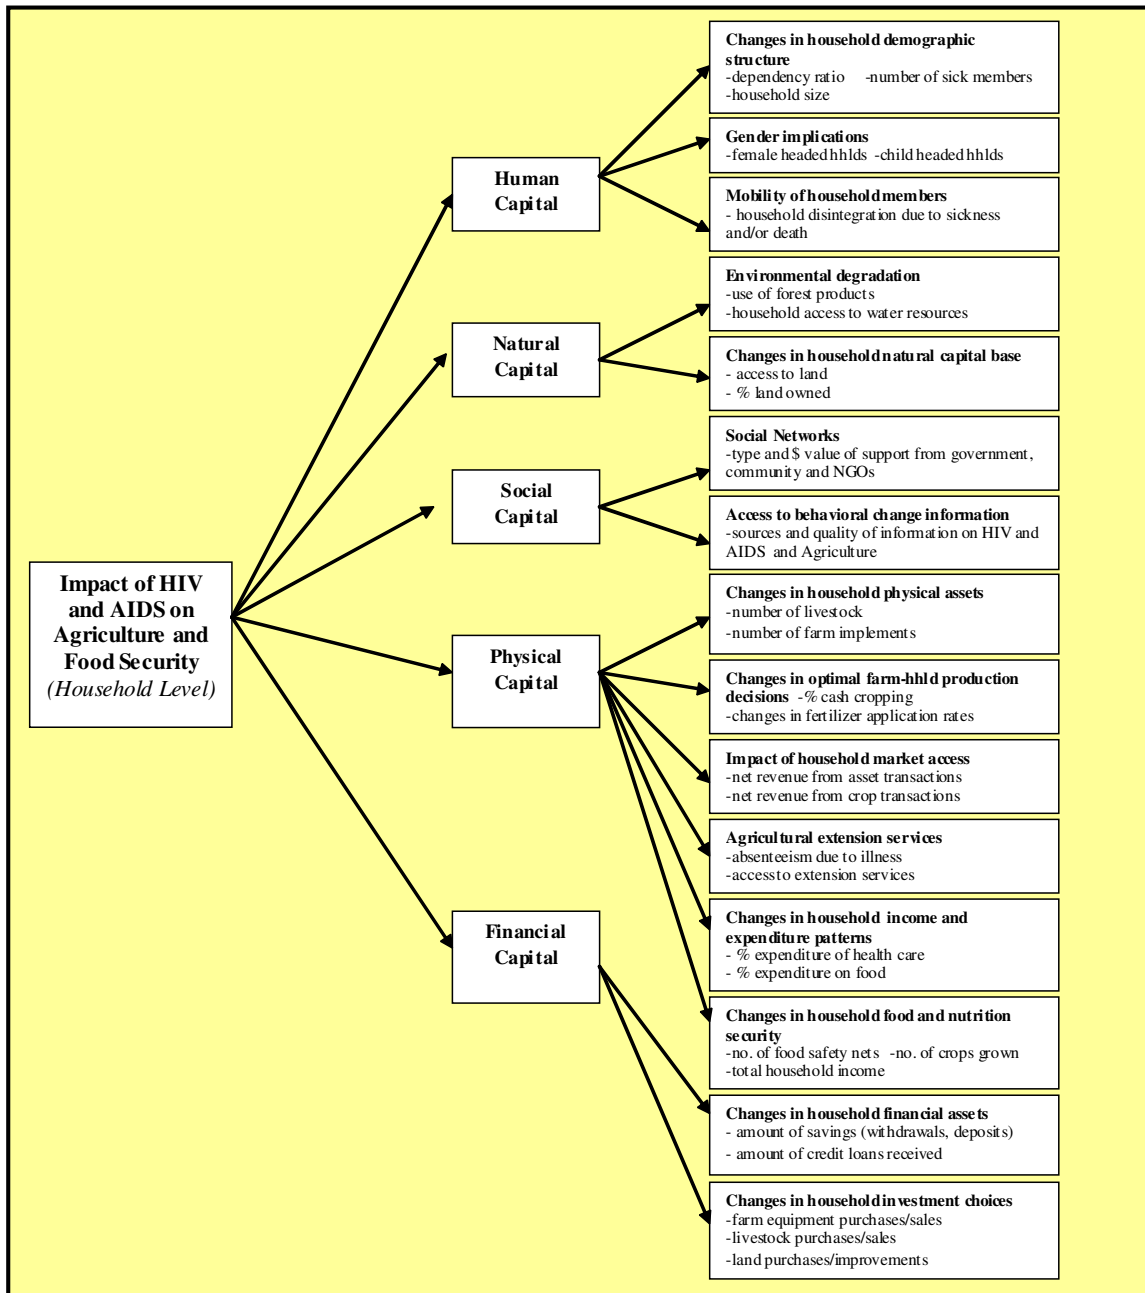 Impact of HIV
and AIDS on
Agriculture and
Food Security
(Household Level)
Human
Capital
Natural
Capital
Social
Capital
Physical
Capital
Financial
Capital
Changes in household demographic
structure
-dependency ratio -number of sick members
-household size
Gender implications
-female headed hhlds -child headed hhlds
Mobility of household members
- household disintegration due to sickness
and/or death
Environmental degradation
-use of forest products
-household access to water resources
Changes in household natural capital base
- access to land
- % land owned
Social Networks
-type and $ value of support from government,
community and NGOs
Access to behavioral change information
-sources and quality of information on HIV and
AIDS and Agriculture
Changes in household physical assets
-number of livestock
-number of farm implements
Changes in optimal farm-hhld production
decisions -% cash cropping
-changes in fertilizer application rates
Impact of household market access
-net revenue from asset transactions
-net revenue from crop transactions
Agricultural extension services
-absenteeism due to illness
-access to extension services
Changes in household income and
expenditure patterns
- % expenditure of health care
- % expenditure on food
Changes in household food and nutrition
security
-no. of food safety nets -no. of crops grown
-total household income
Changes in household financial assets
- amount of savings (withdrawals, deposits)
- amount of credit loans received
Changes in household investment choices
-farm equipment purchases/sales
-livestock purchases/sales
-land purchases/improvements